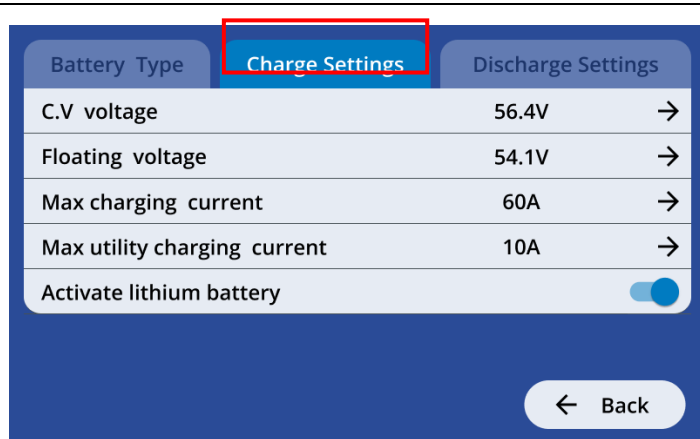 Battery Type Charge Settings Discharge Settings
C.V voltage 56.4V
Floating voltage 54.1V
Max charging current 60A
Max utility charging current 10A
Activate lithium battery
Back